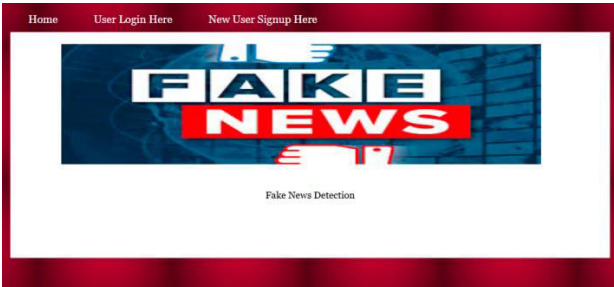 Home User Login Here New User Signup Here
FAKE
NEWS
Fake News Detection